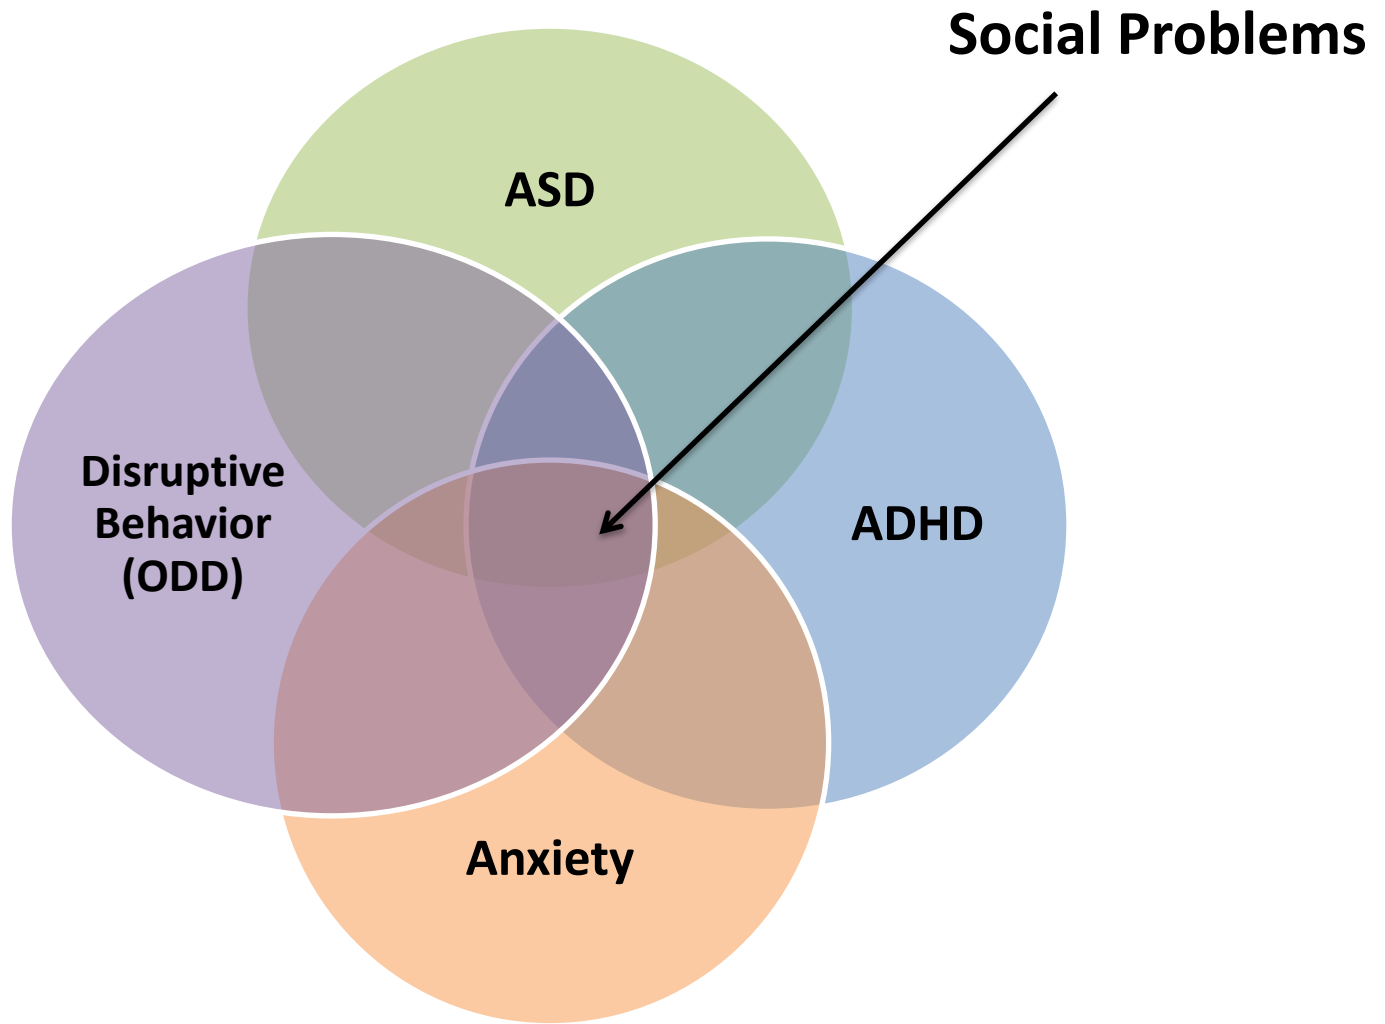 Social Problems
ASD
Disruptive
Behavior
(ODD)
ADHD
Anxiety